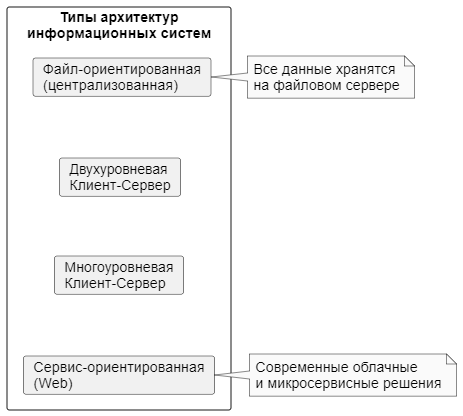 Типы архитектур
информационных систем
Файл-ориентированная
(централизованная)
Все данные хранятся
на файловом сервере
Двухуровневая
Клиент-Сервер
Многоуровневая
Клиент-Сервер
Сервис-ориентированная
(Web)
Современные облачные
и микросервисные решения